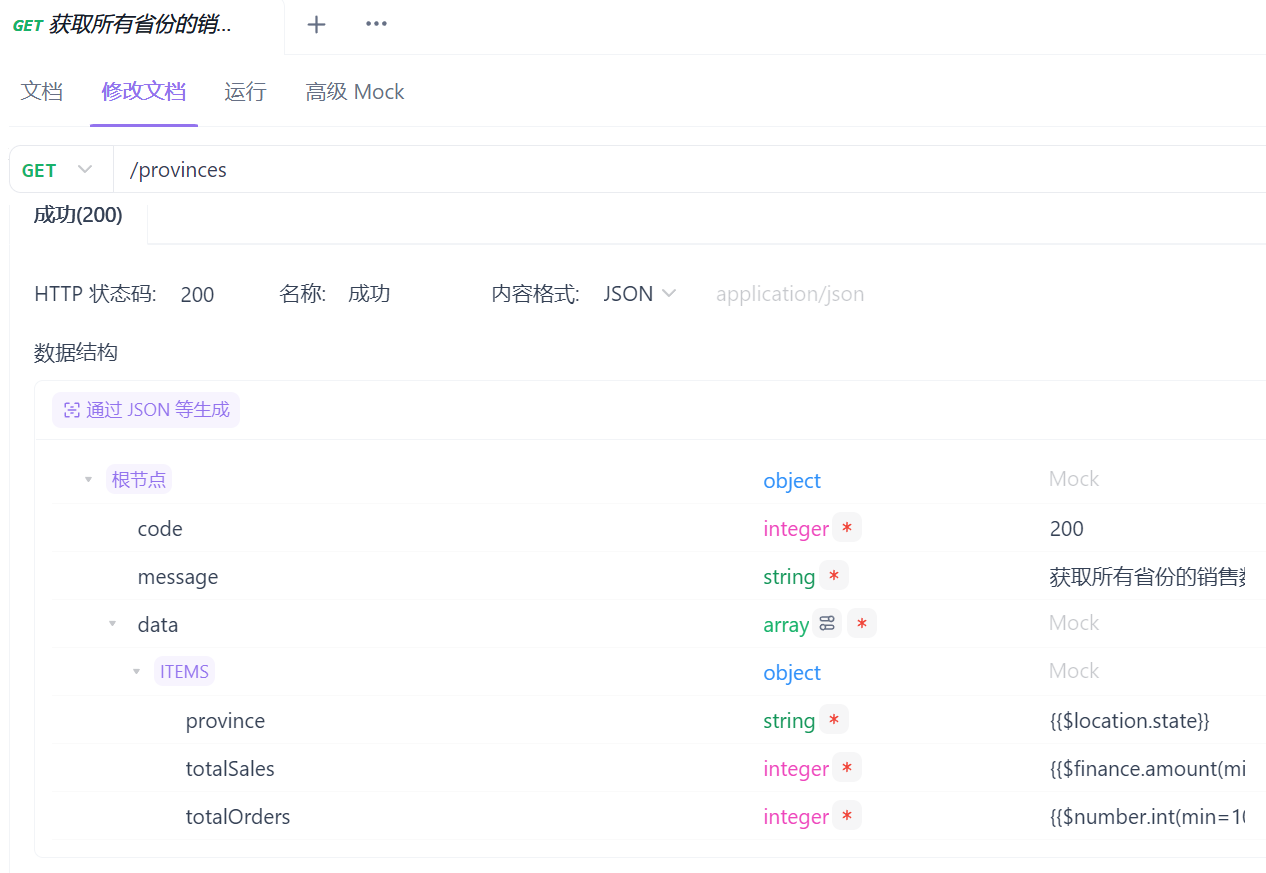 GET 获取所有省份的销...
文档 修改文档 运行 高级 Mock
GET /provinces
成功(200)
HTTP 状态码: 200 名称: 成功 内容格式: JSON application/json
数据结构
通过 JSON 等生成
根节点 object Mock
code integer * 200
message string * 获取所有省份的销售
data array * Mock
ITEMS object Mock
province string * {{$location.state}}
totalSales integer * {{$finance.amount(mi
totalOrders integer * {{$number.int(min=10